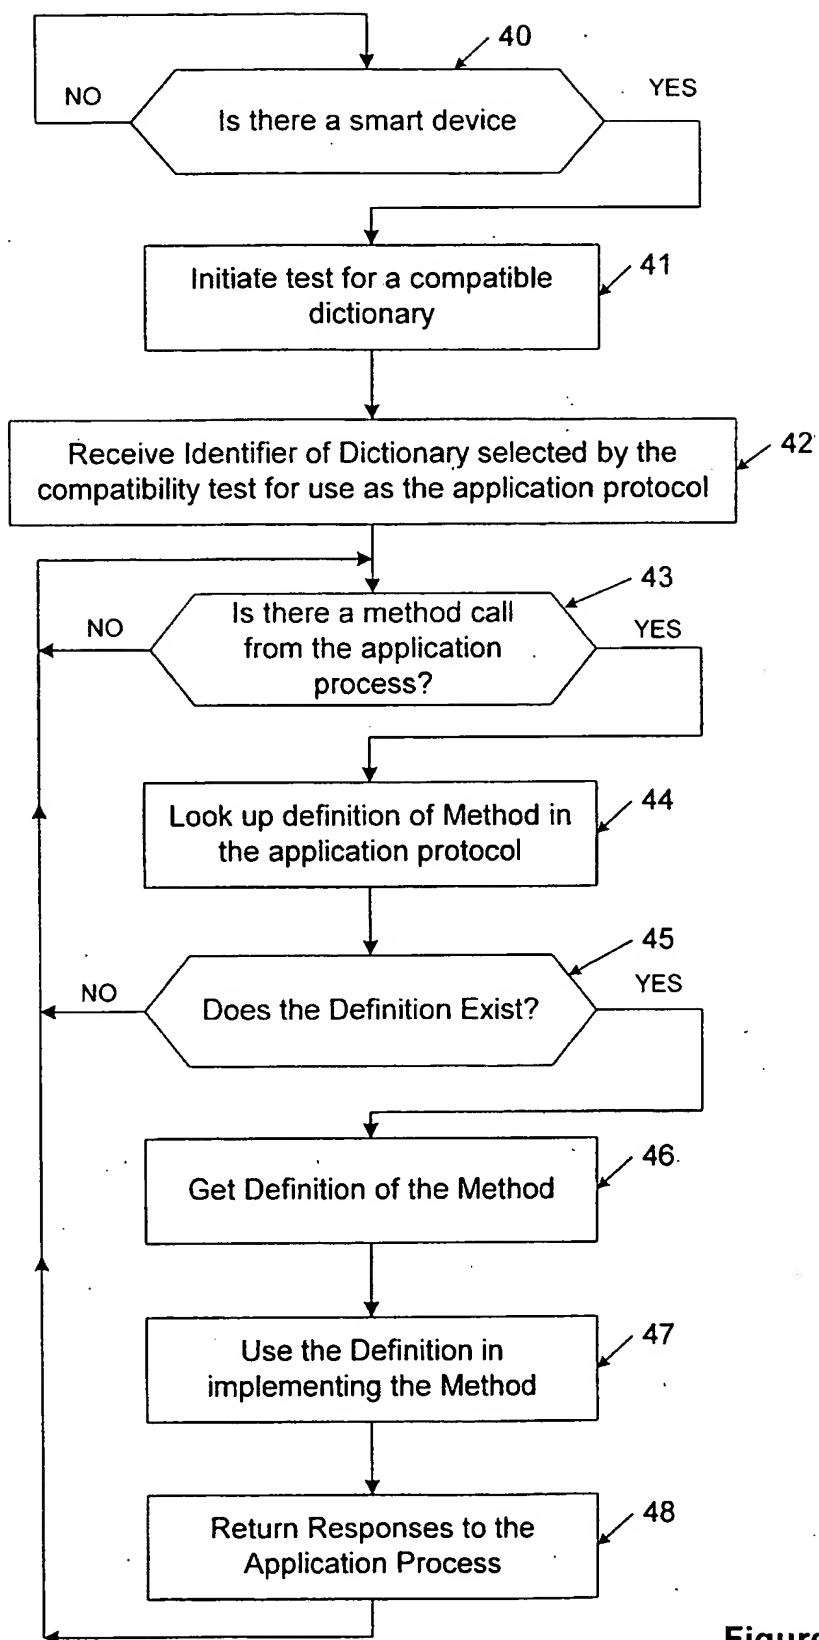 40
NO
YES
Is there a smart device
41
Initiate test for a compatible
dictionary
42
Receive Identifier of Dictionary selected by the
compatibility test for use as the application protocol
43
Is there a method call
from the application
process?
NO
YES
44
Look up definition of Method in
the application protocol
45
NO
YES
Does the Definition Exist?
46
Get Definition of the Method
47
Use the Definition in
implementing the Method
48
Return Responses to the
Application Process
Figure